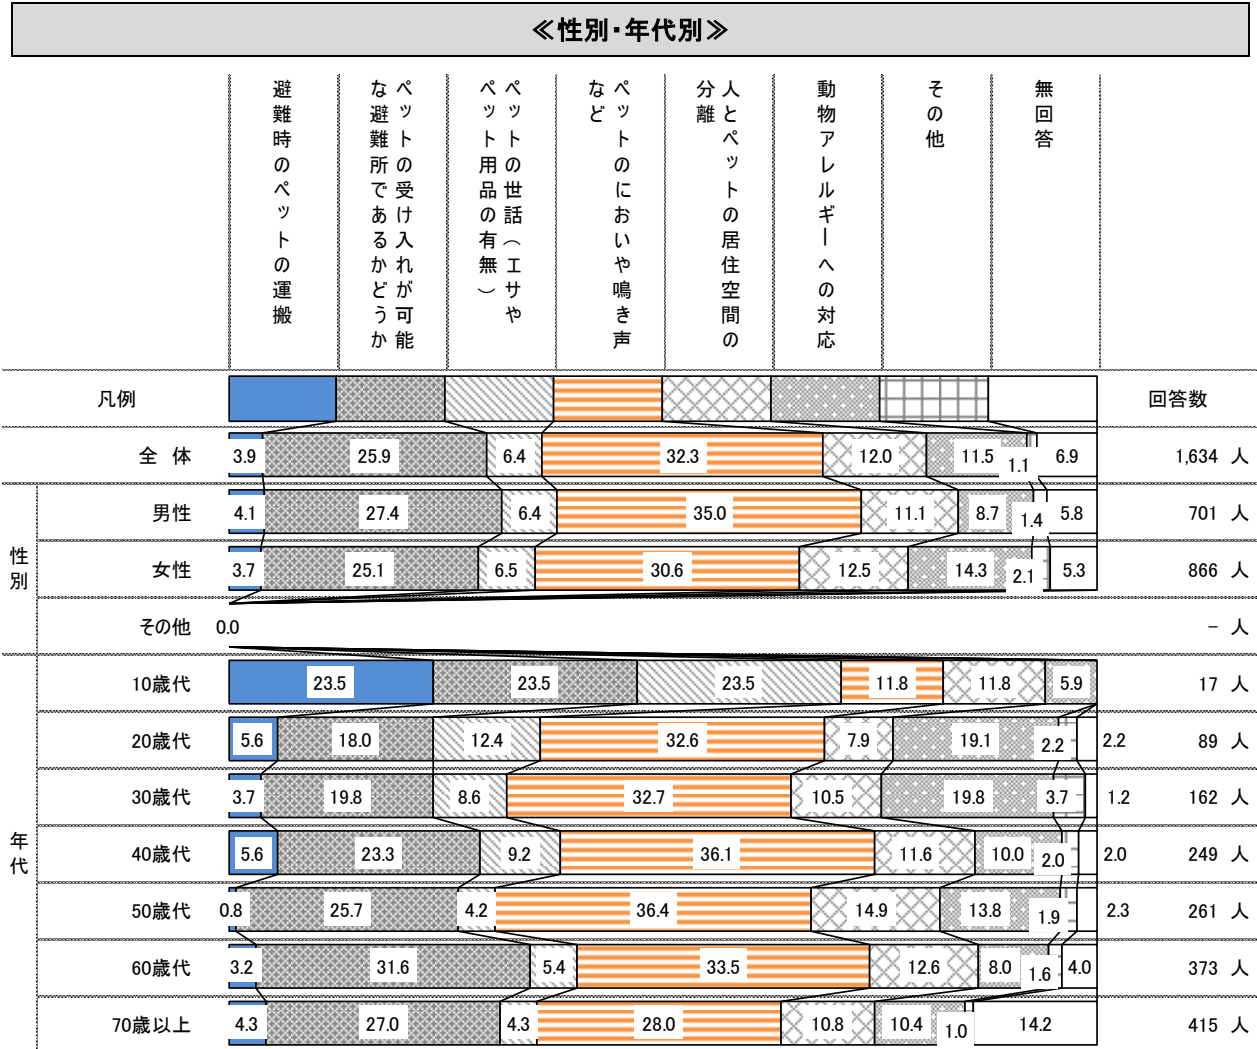 ≪性別・年代別≫
避難時のペットの運搬
ペットの受け入れが可能
な避難所であるかどうか
ペットの世話（エサや
ペット用品の有無）
ペットのにおいや鳴き声
など
人とペットの居住空間の
分離
動物アレルギーへの対応
その他
無回答
凡例 回答数
全 体 3.9 25.9 6.4 32.3 12.0 11.5 1.1 6.9 1,634 人
性別
男性 4.1 27.4 6.4 35.0 11.1 8.7 1.4 5.8 701 人
女性 3.7 25.1 6.5 30.6 12.5 14.3 2.1 5.3 866 人
その他 0.0 － 人
年代
10歳代 23.5 23.5 23.5 11.8 11.8 5.9 17 人
20歳代 5.6 18.0 12.4 32.6 7.9 19.1 2.2 2.2 89 人
30歳代 3.7 19.8 8.6 32.7 10.5 19.8 3.7 1.2 162 人
40歳代 5.6 23.3 9.2 36.1 11.6 10.0 2.0 2.0 249 人
50歳代 0.8 25.7 4.2 36.4 14.9 13.8 1.9 2.3 261 人
60歳代 3.2 31.6 5.4 33.5 12.6 8.0 1.6 4.0 373 人
70歳以上 4.3 27.0 4.3 28.0 10.8 10.4 1.0 14.2 415 人